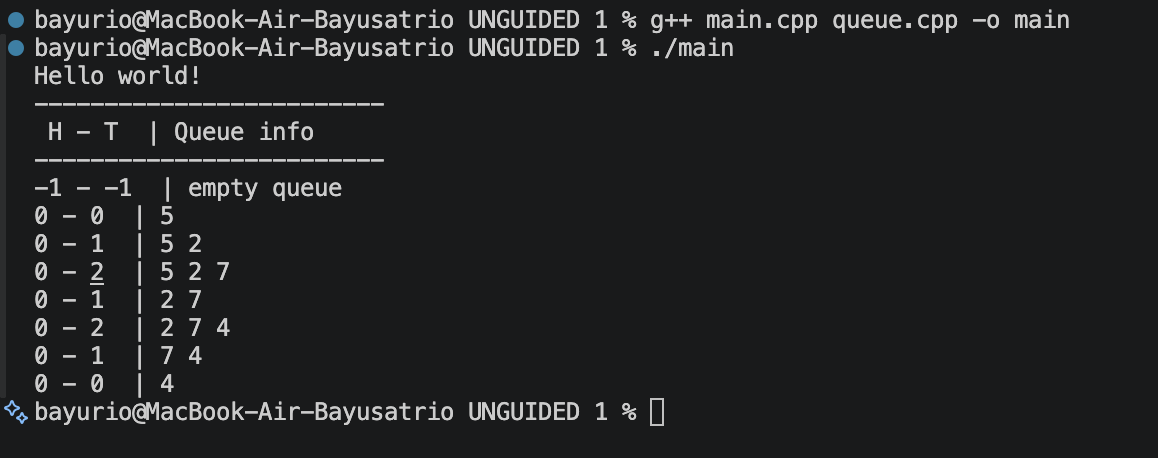 bayurio@MacBook-Air-Bayusatrio UNGUIDED 1 % g++ main.cpp queue.cpp -o main
bayurio@MacBook-Air-Bayusatrio UNGUIDED 1 % ./main
Hello world!
-------------------------
 H - T  | Queue info
-------------------------
-1 - -1  | empty queue
0 - 0  | 5
0 - 1  | 5 2
0 - 2  | 5 2 7
0 - 1  | 2 7
0 - 2  | 2 7 4
0 - 1  | 7 4
0 - 0  | 4
bayurio@MacBook-Air-Bayusatrio UNGUIDED 1 %